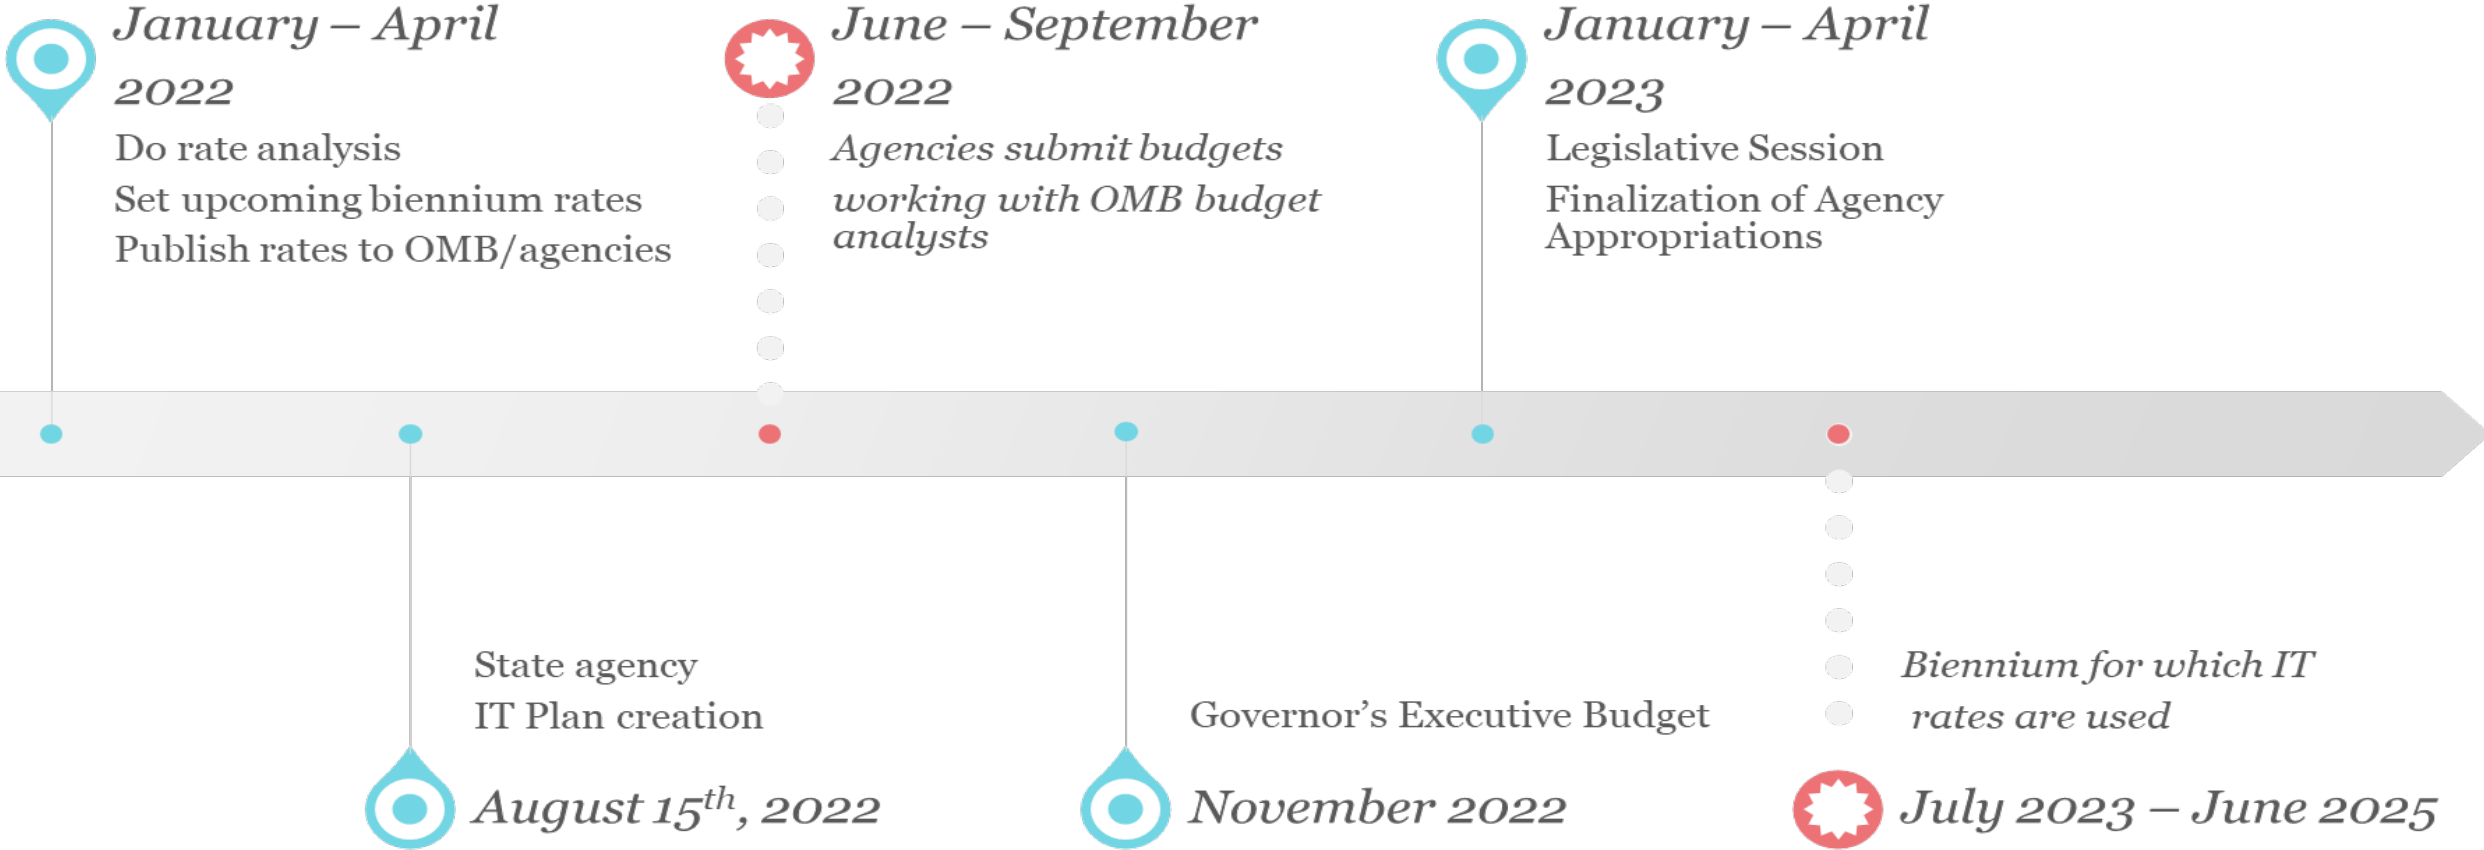 January – April
2022
Do rate analysis
Set upcoming biennium rates
Publish rates to OMB/agencies
State agency
IT Plan creation
August 15th, 2022
June – September
2022
Agencies submit budgets
working with OMB budget
analysts
Governor’s Executive Budget
November 2022
January – April
2023
Legislative Session
Finalization of Agency
Appropriations
Biennium for which IT
rates are used
July 2023 – June 2025